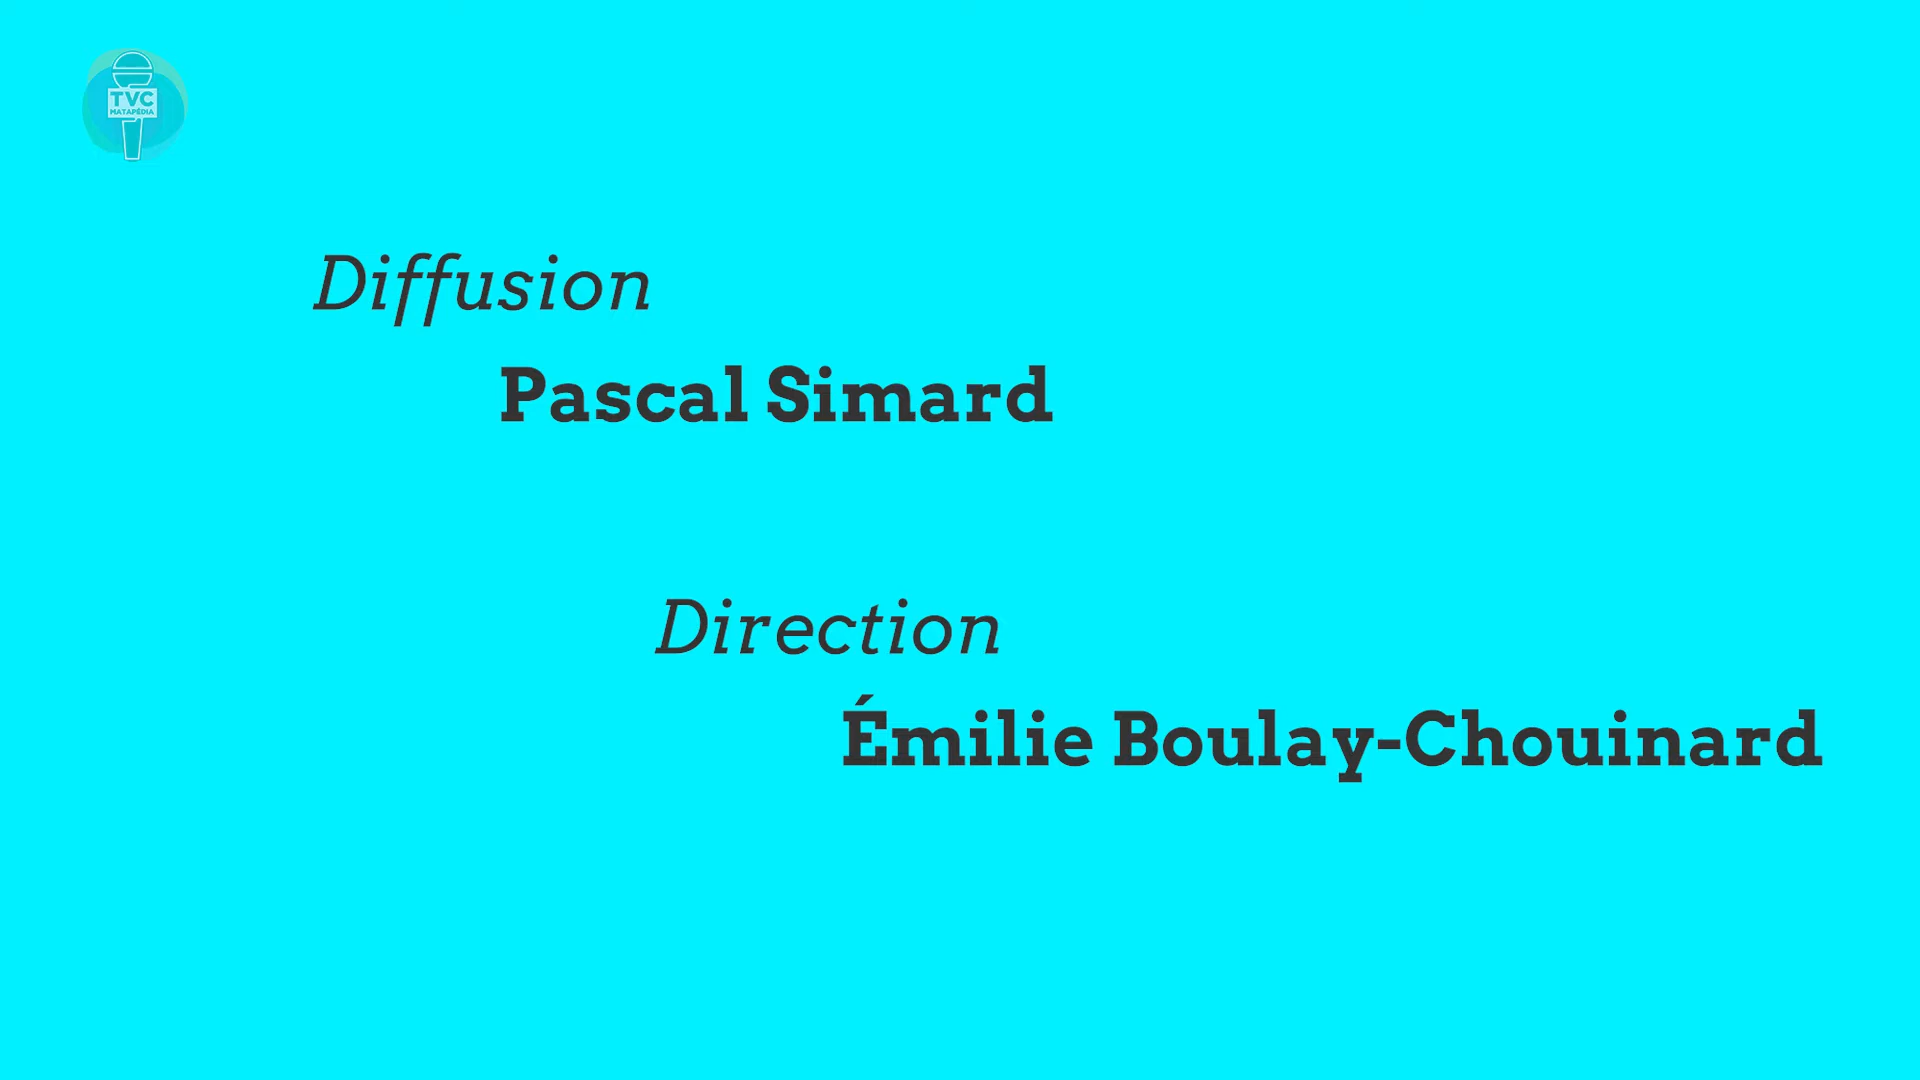 TVC
MATAPÉDIA
Diffusion
Pascal Simard
Direction
Émilie Boulay-Chouinard